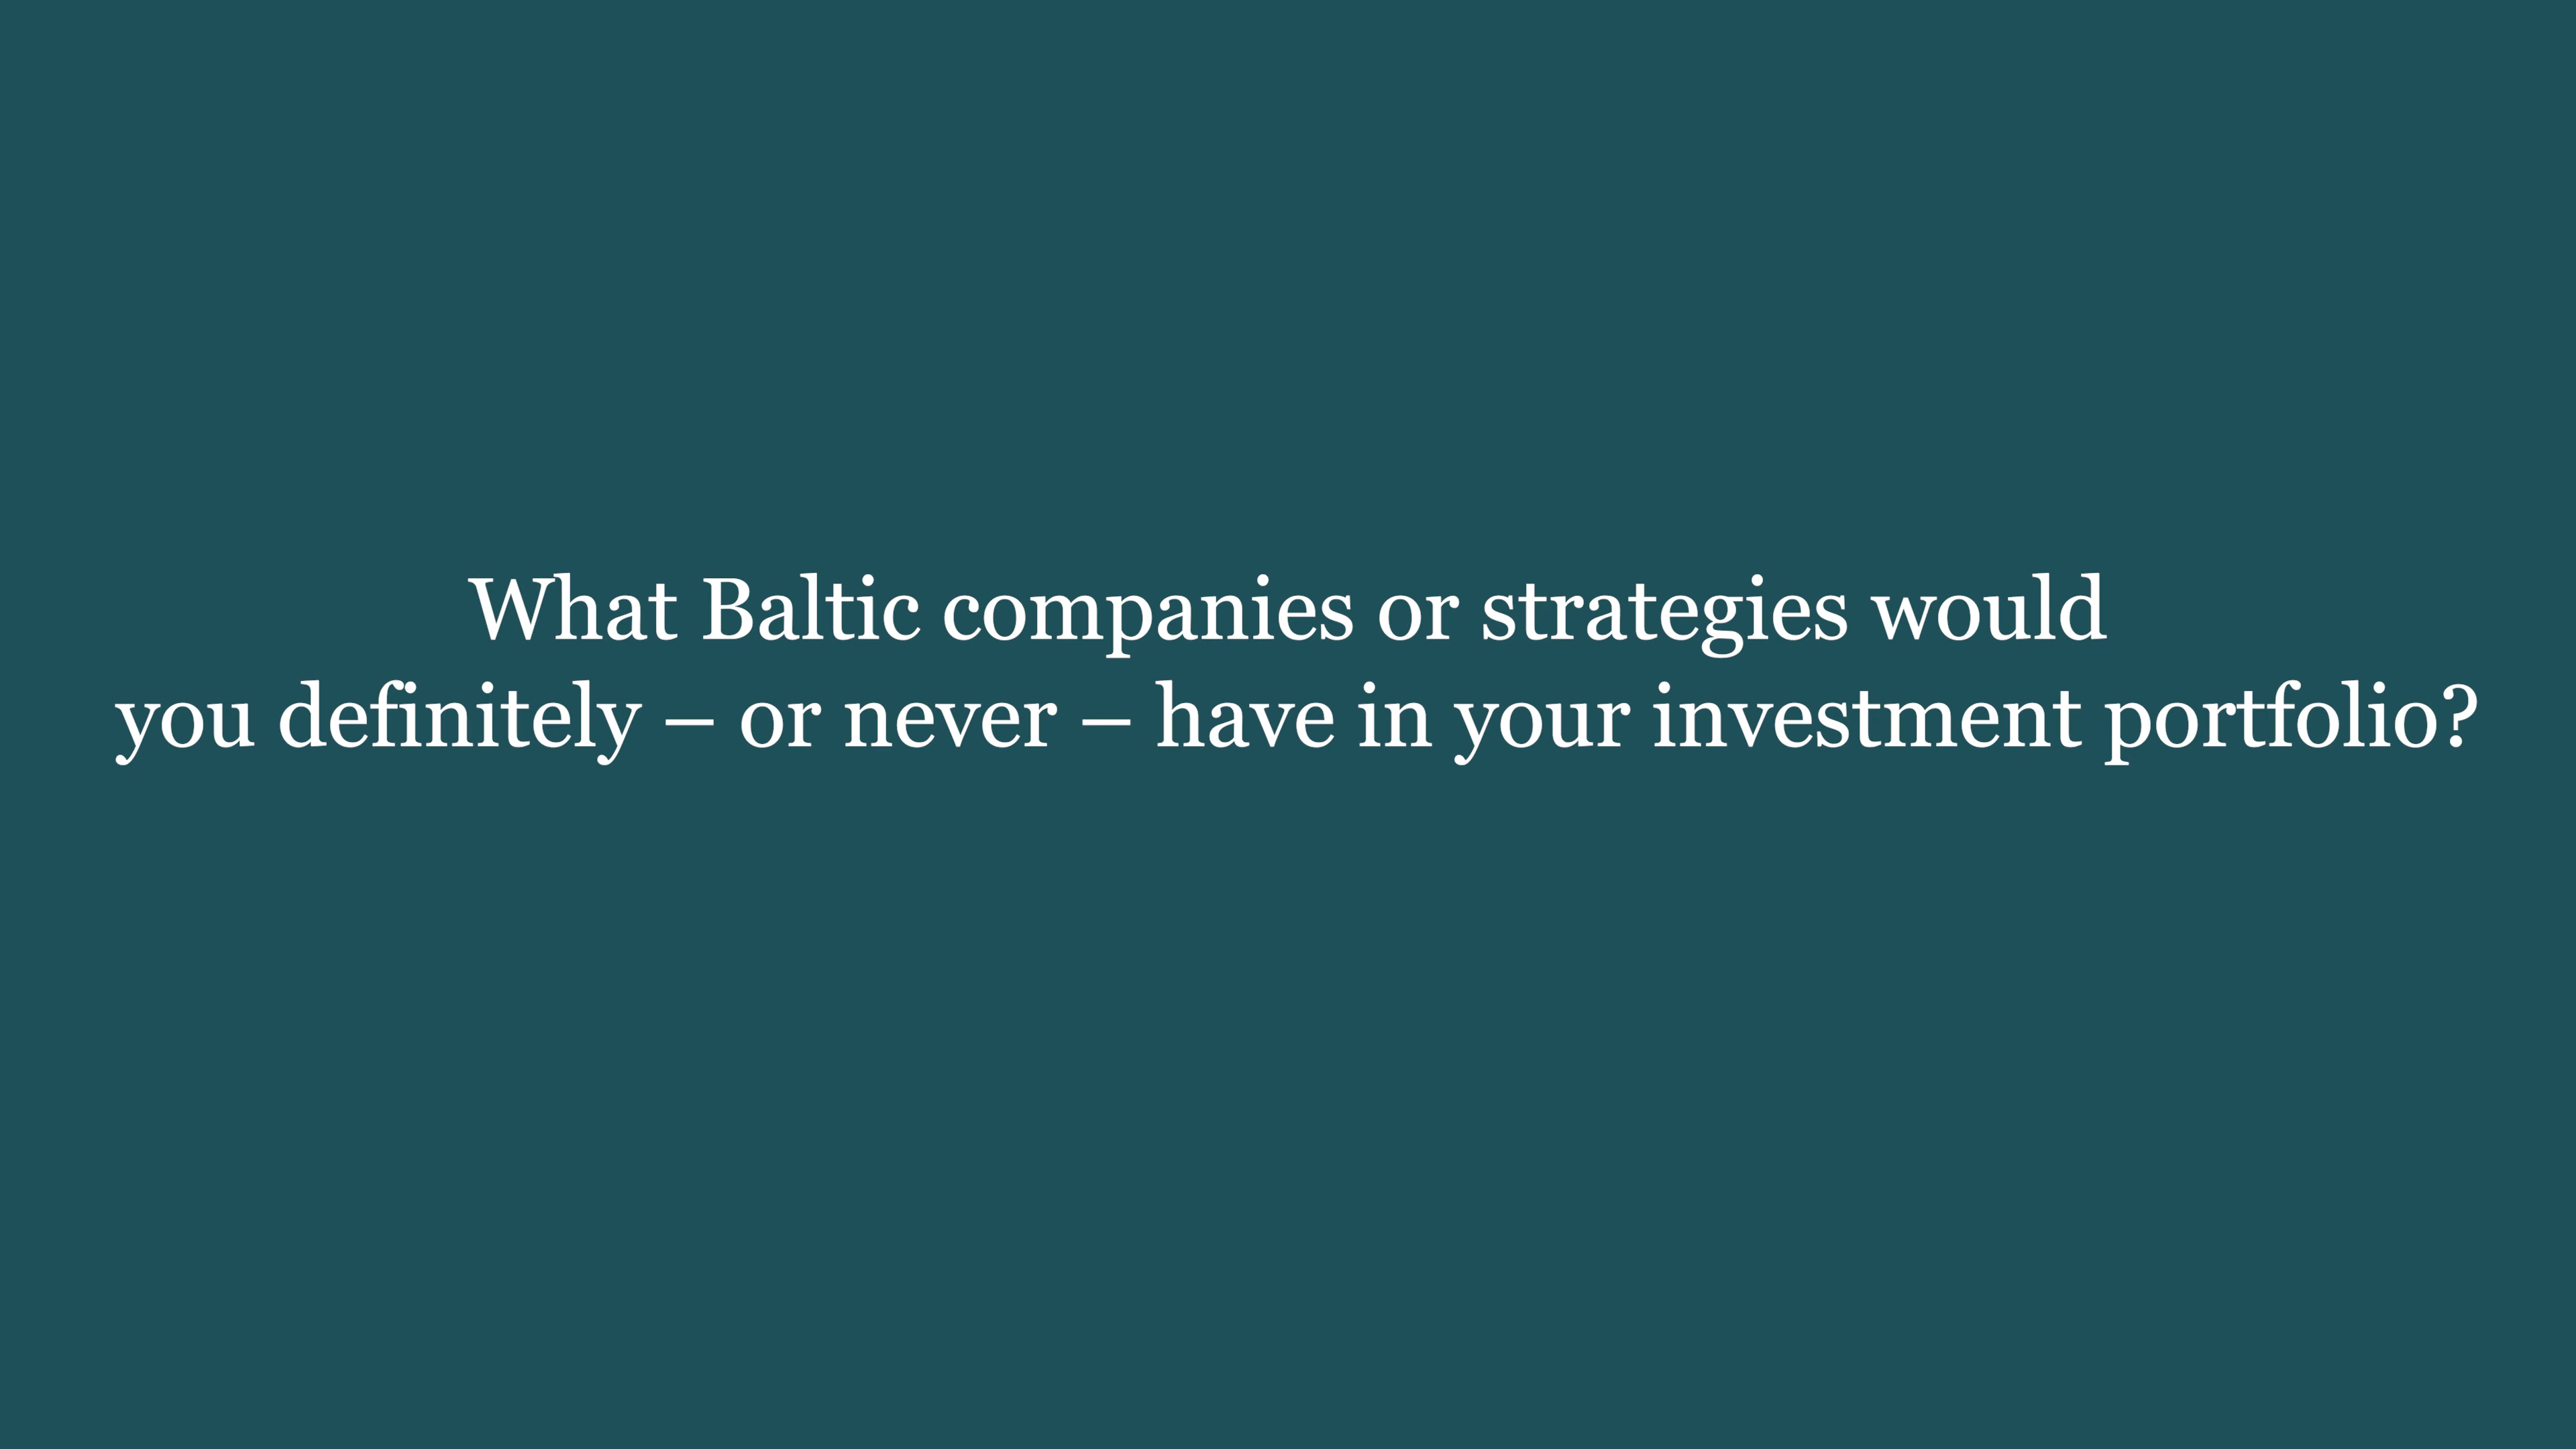 What Baltic companies or strategies would
you definitely – or never – have in your investment portfolio?